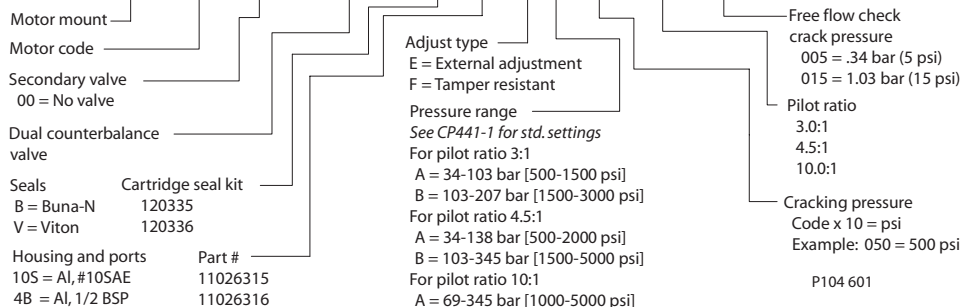 Motor mount
Motor code
Secondary valve
00 = No valve
Dual counterbalance
valve
Seals Cartridge seal kit
B = Buna-N 120335
V = Viton 120336
Housing and ports Part #
10S = Al, #10SAE 11026315
4B = Al, 1/2 BSP 11026316
Adjust type
E = External adjustment
F = Tamper resistant
Pressure range
See CP441-1 for std. settings
For pilot ratio 3:1
A = 34-103 bar [500-1500 psi]
B = 103-207 bar [1500-3000 psi]
For pilot ratio 4.5:1
A = 34-138 bar [500-2000 psi]
B = 103-345 bar [1500-5000 psi]
For pilot ratio 10:1
A = 69-345 bar [1000-5000 psi]
Free flow check
crack pressure
005 = .34 bar (5 psi)
015 = 1.03 bar (15 psi)
Pilot ratio
3.0:1
4.5:1
10.0:1
Cracking pressure
Code x 10 = psi
Example: 050 = 500 psi
P104 601